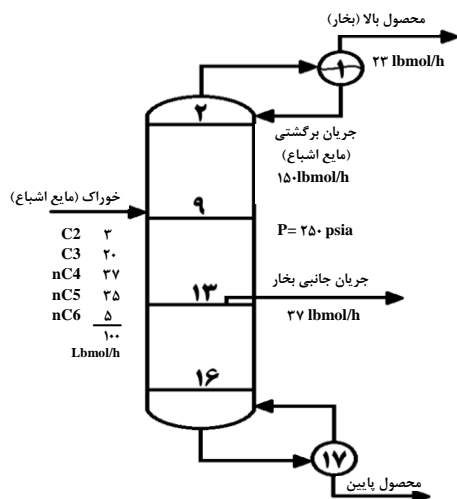 محصول بالا (بخار)
۱
۲۳ lbmol/h
۲
جریان برگشتی
(مایع اشباع)
۱۵۰lbmol/h
خوراک (مایع اشباع)
۹
P= ۲۵۰ psia
C2 ۳
C3 ۲۰
nC4 ۳۷
nC5 ۳۵
nC6 ۵
۱۰۰
Lbmol/h
جریان جانبی بخار
۱۳
۳۷ lbmol/h
۱۶
۱۷
محصول پایین